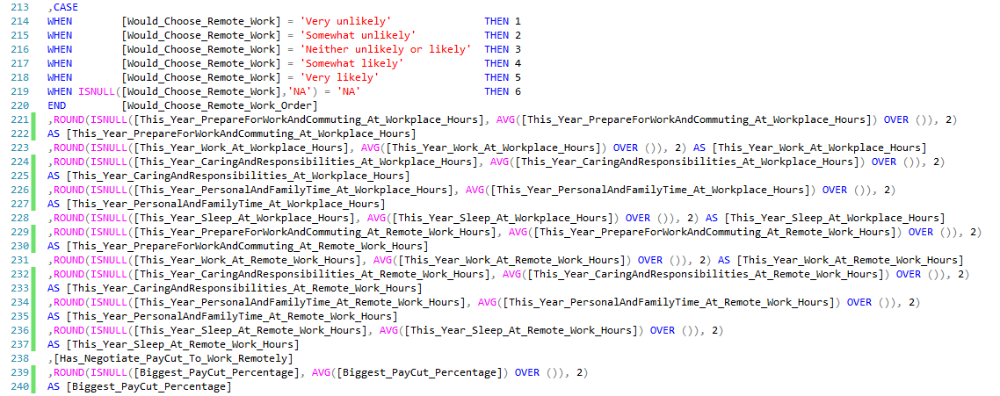 213 ,CASE
214 WHEN [Would_Choose_Remote_Work] = 'Very unlikely' THEN 1
215 WHEN [Would_Choose_Remote_Work] = 'Somewhat unlikely' THEN 2
216 WHEN [Would_Choose_Remote_Work] = 'Neither unlikely or likely' THEN 3
217 WHEN [Would_Choose_Remote_Work] = 'Somewhat likely' THEN 4
218 WHEN [Would_Choose_Remote_Work] = 'Very likely' THEN 5
219 WHEN ISNULL([Would_Choose_Remote_Work],'NA') = 'NA' THEN 6
220 END [Would_Choose_Remote_Work_Order]
221 ,ROUND(ISNULL([This_Year_PrepareForWorkAndCommuting_At_Workplace_Hours], AVG([This_Year_PrepareForWorkAndCommuting_At_Workplace_Hours]) OVER ()), 2)
222 AS [This_Year_PrepareForWorkAndCommuting_At_Workplace_Hours]
223 ,ROUND(ISNULL([This_Year_Work_At_Workplace_Hours], AVG([This_Year_Work_At_Workplace_Hours]) OVER ()), 2) AS [This_Year_Work_At_Workplace_Hours]
224 ,ROUND(ISNULL([This_Year_CaringAndResponsibilities_At_Workplace_Hours], AVG([This_Year_CaringAndResponsibilities_At_Workplace_Hours]) OVER ()), 2)
225 AS [This_Year_CaringAndResponsibilities_At_Workplace_Hours]
226 ,ROUND(ISNULL([This_Year_PersonalAndFamilyTime_At_Workplace_Hours], AVG([This_Year_PersonalAndFamilyTime_At_Workplace_Hours]) OVER ()), 2)
227 AS [This_Year_PersonalAndFamilyTime_At_Workplace_Hours]
228 ,ROUND(ISNULL([This_Year_Sleep_At_Workplace_Hours], AVG([This_Year_Sleep_At_Workplace_Hours]) OVER ()), 2) AS [This_Year_Sleep_At_Workplace_Hours]
229 ,ROUND(ISNULL([This_Year_PrepareForWorkAndCommuting_At_Remote_Work_Hours], AVG([This_Year_PrepareForWorkAndCommuting_At_Remote_Work_Hours]) OVER ()), 2)
230 AS [This_Year_PrepareForWorkAndCommuting_At_Remote_Work_Hours]
231 ,ROUND(ISNULL([This_Year_Work_At_Remote_Work_Hours], AVG([This_Year_Work_At_Remote_Work_Hours]) OVER ()), 2) AS [This_Year_Work_At_Remote_Work_Hours]
232 ,ROUND(ISNULL([This_Year_CaringAndResponsibilities_At_Remote_Work_Hours], AVG([This_Year_CaringAndResponsibilities_At_Remote_Work_Hours]) OVER ()), 2)
233 AS [This_Year_CaringAndResponsibilities_At_Remote_Work_Hours]
234 ,ROUND(ISNULL([This_Year_PersonalAndFamilyTime_At_Remote_Work_Hours], AVG([This_Year_PersonalAndFamilyTime_At_Remote_Work_Hours]) OVER ()), 2)
235 AS [This_Year_PersonalAndFamilyTime_At_Remote_Work_Hours]
236 ,ROUND(ISNULL([This_Year_Sleep_At_Remote_Work_Hours], AVG([This_Year_Sleep_At_Remote_Work_Hours]) OVER ()), 2)
237 AS [This_Year_Sleep_At_Remote_Work_Hours]
238 ,[Has_Negotiate_PayCut_To_Work_Remotely]
239 ,ROUND(ISNULL([Biggest_PayCut_Percentage], AVG([Biggest_PayCut_Percentage]) OVER ()), 2)
240 AS [Biggest_PayCut_Percentage]